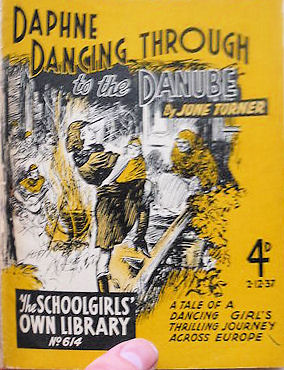 DAPHNE
DANCING THROUGH
to the DANUBE
By JUNE TURNER
4D
2·12·37
The SCHOOLGIRLS'
OWN LIBRARY
No 614
A TALE OF A
DANCING GIRL'S
THRILLING JOURNEY
ACROSS EUROPE